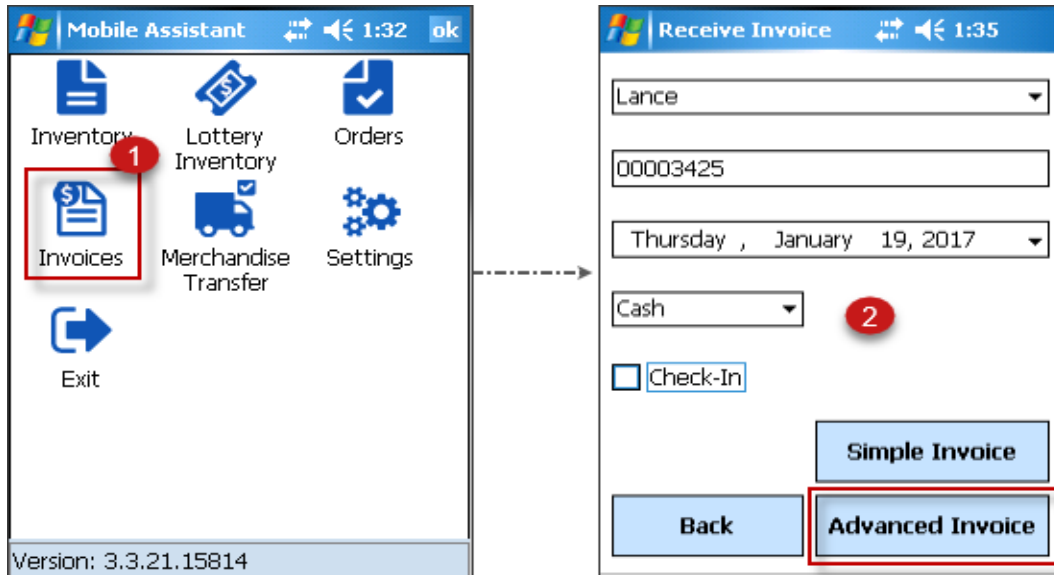 Mobile Assistant 1:32 ok
Inventory
Lottery
Inventory
Orders
1
Invoices
Merchandise
Transfer
Settings
Exit
Version: 3.3.21.15814
Receive Invoice 1:35
Lance
00003425
Thursday , January 19, 2017
Cash
2
Check-In
Simple Invoice
Back
Advanced Invoice